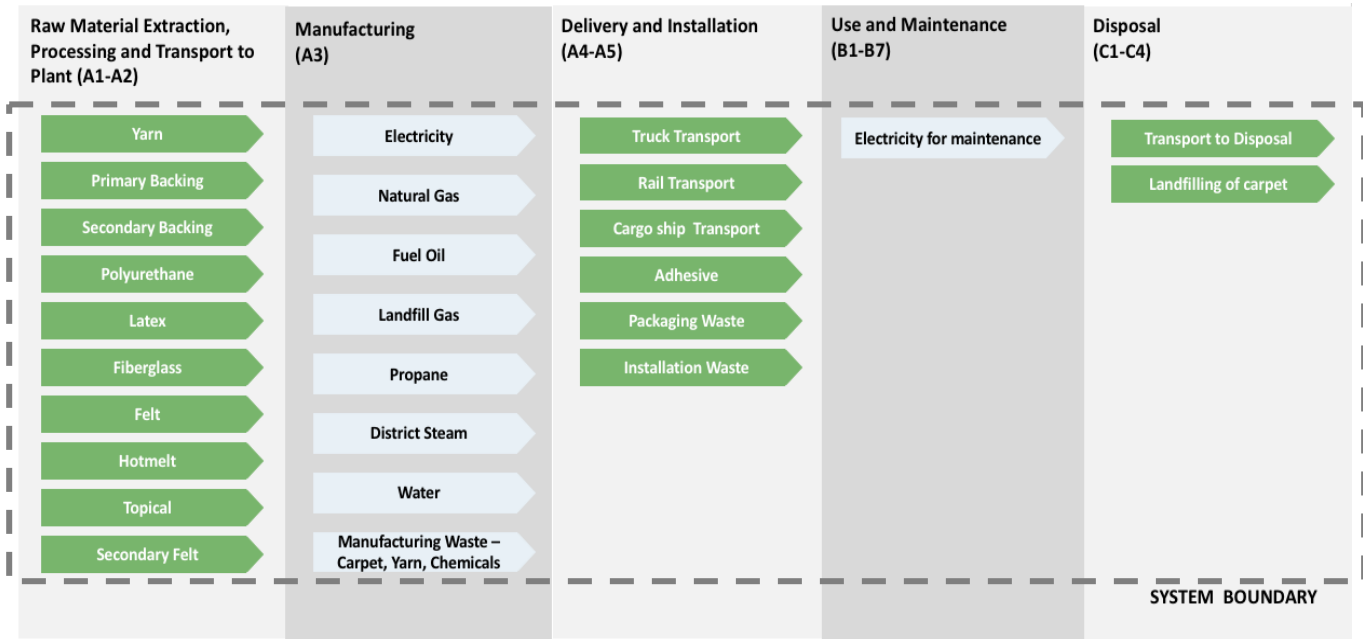 Raw Material Extraction,
Processing and Transport to
Plant (A1-A2)
Yarn
Primary Backing
Secondary Backing
Polyurethane
Latex
Fiberglass
Felt
Hotmelt
Topical
Secondary Felt
Manufacturing
(A3)
Electricity
Natural Gas
Fuel Oil
Landfill Gas
Propane
District Steam
Water
Manufacturing Waste –
Carpet, Yarn, Chemicals
Delivery and Installation
(A4-A5)
Truck Transport
Rail Transport
Cargo ship Transport
Adhesive
Packaging Waste
Installation Waste
Use and Maintenance
(B1-B7)
Electricity for maintenance
Disposal
(C1-C4)
Transport to Disposal
Landfilling of carpet
SYSTEM BOUNDARY